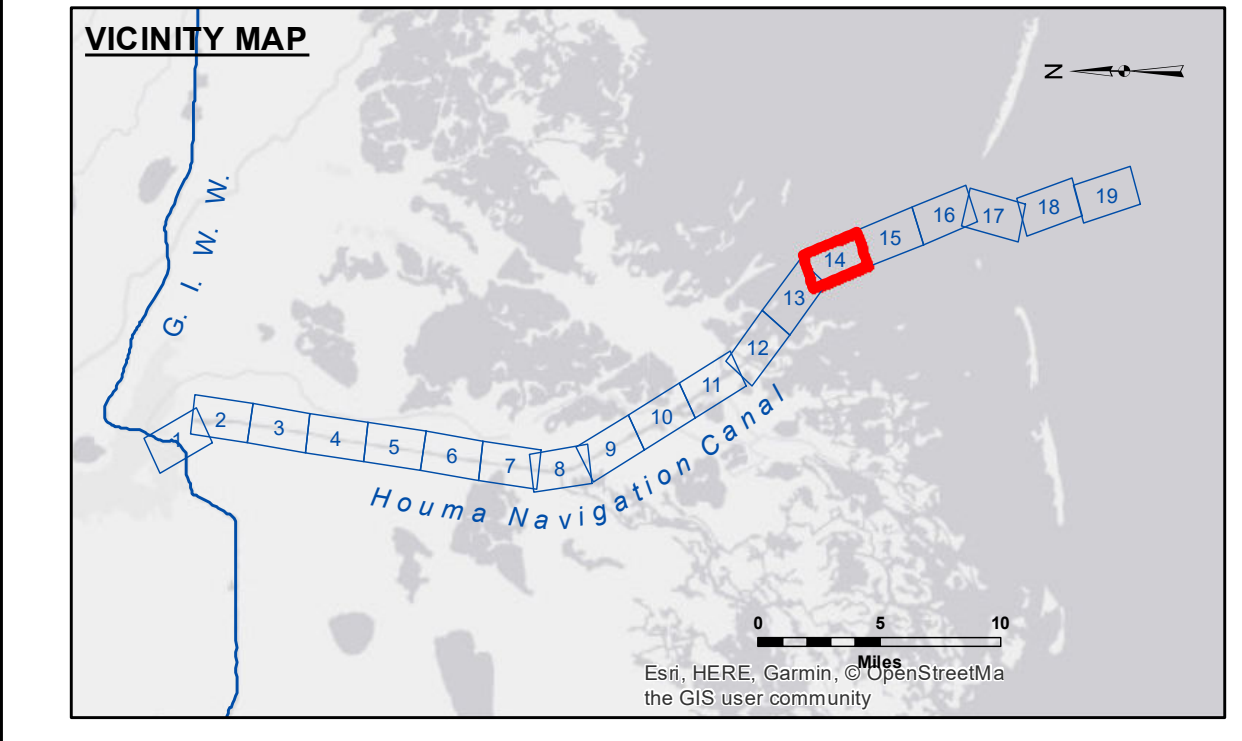 VICINITY MAP
N
G. I. W. W.
1
2
3
4
5
6
7
8
9
10
11
12
13
14
15
16
17
18
19
Houma Navigation Canal
0 5 10
Miles
Esri, HERE, Garmin, © OpenStreetMa
the GIS user community